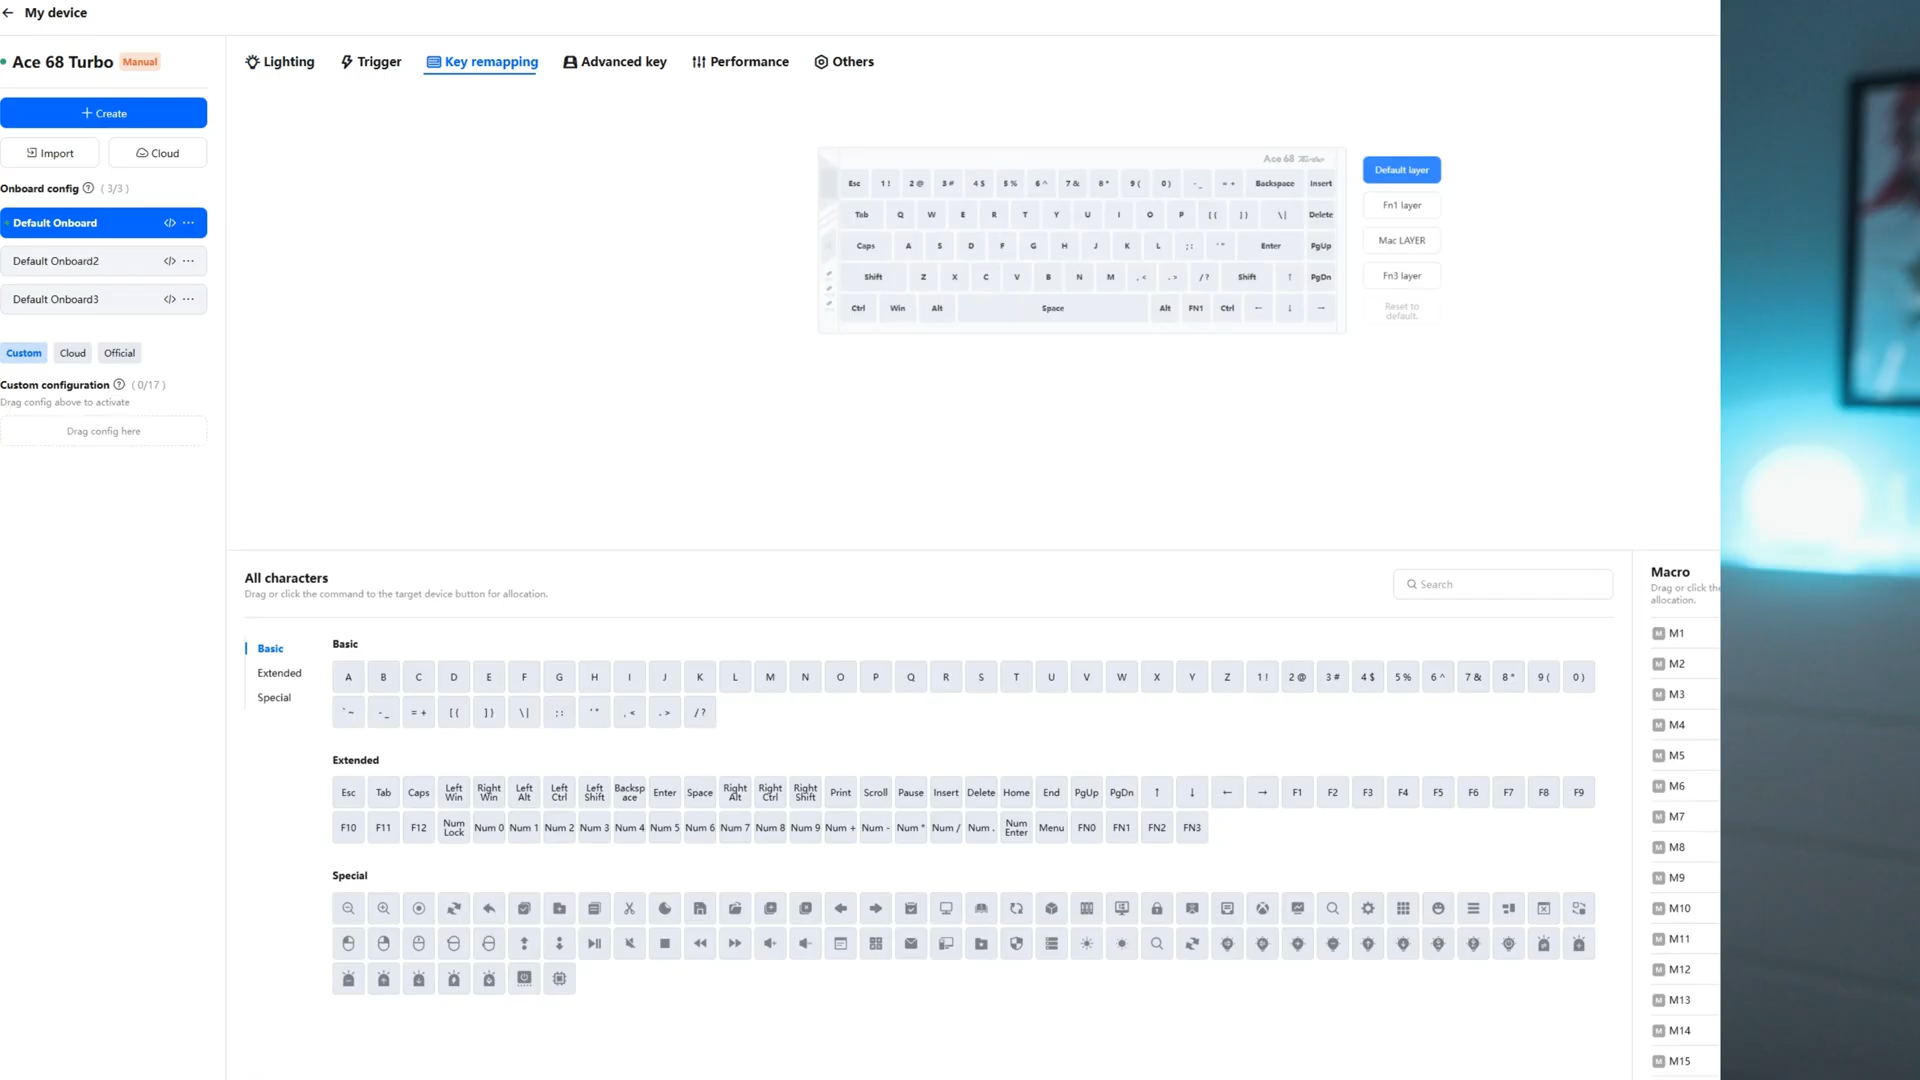 My device
Ace 68 Turbo Manual
Create
Import Cloud
Onboard config ( 3/3 )
Default Onboard
Default Onboard2
Default Onboard3
Custom Cloud Official
Custom configuration ( 0/17 )
Drag config above to activate
Drag config here
Lighting Trigger Key remapping Advanced key Performance Others
Ace 68 Turbo
Esc 1 ! 2 @ 3 # 4 $ 5 % 6 ^ 7 & 8 * 9 ( 0 ) - _ = + Backspace Insert
Tab Q W E R T Y U I O P [ { ] } \ | Delete
Caps A S D F G H J K L ; : ' " Enter PgUp
Shift Z X C V B N M , < . > / ? Shift ↑ PgDn
Ctrl Win Alt Space Alt FN1 Ctrl ← ↓ →
Default layer
Fn1 layer
Mac LAYER
Fn3 layer
Reset to
default.
All characters
Drag or click the command to the target device button for allocation.
Search
Basic
Extended
Special
Basic
A B C D E F G H I J K L M N O P Q R S T U V W X Y Z 1 ! 2 @ 3 # 4 $ 5 % 6 ^ 7 & 8 * 9 ( 0 )
` ~ - _ = + [ { ] } \ | ; : ' " , < . > / ?
Extended
Esc Tab Caps Left Win Right Win Left Alt Left Ctrl Left Shift Backspace Enter Space Right Alt Right Ctrl Right Shift Print Scroll Pause Insert Delete Home End PgUp PgDn ↑ ↓ ← → F1 F2 F3 F4 F5 F6 F7 F8 F9
F10 F11 F12 Num Lock Num 0 Num 1 Num 2 Num 3 Num 4 Num 5 Num 6 Num 7 Num 8 Num 9 Num + Num - Num * Num / Num . Num Enter Menu FN0 FN1 FN2 FN3
Special
Macro
Drag or click the
allocation.
M M1
M M2
M M3
M M4
M M5
M M6
M M7
M M8
M M9
M M10
M M11
M M12
M M13
M M14
M M15